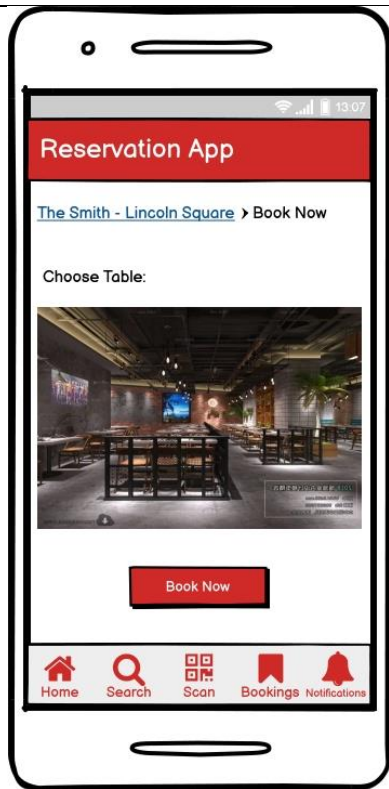 13:07
Reservation App
The Smith - Lincoln Square > Book Now
Choose Table:
Book Now
Home Search Scan Bookings Notifications